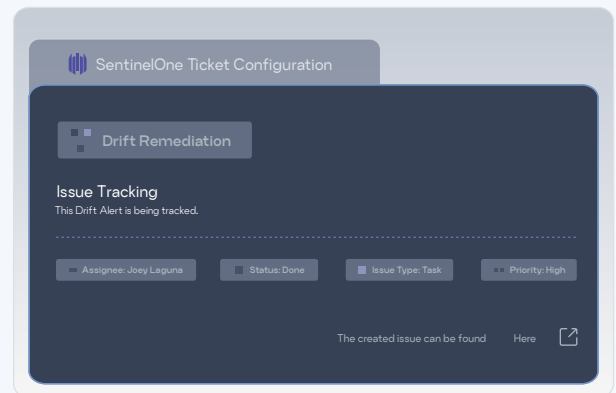 SentinelOne Ticket Configuration
Drift Remediation
Issue Tracking
This Drift Alert is being tracked.
Assignee: Joey Laguna
Status: Done
Issue Type: Task
Priority: High
The created issue can be found
Here